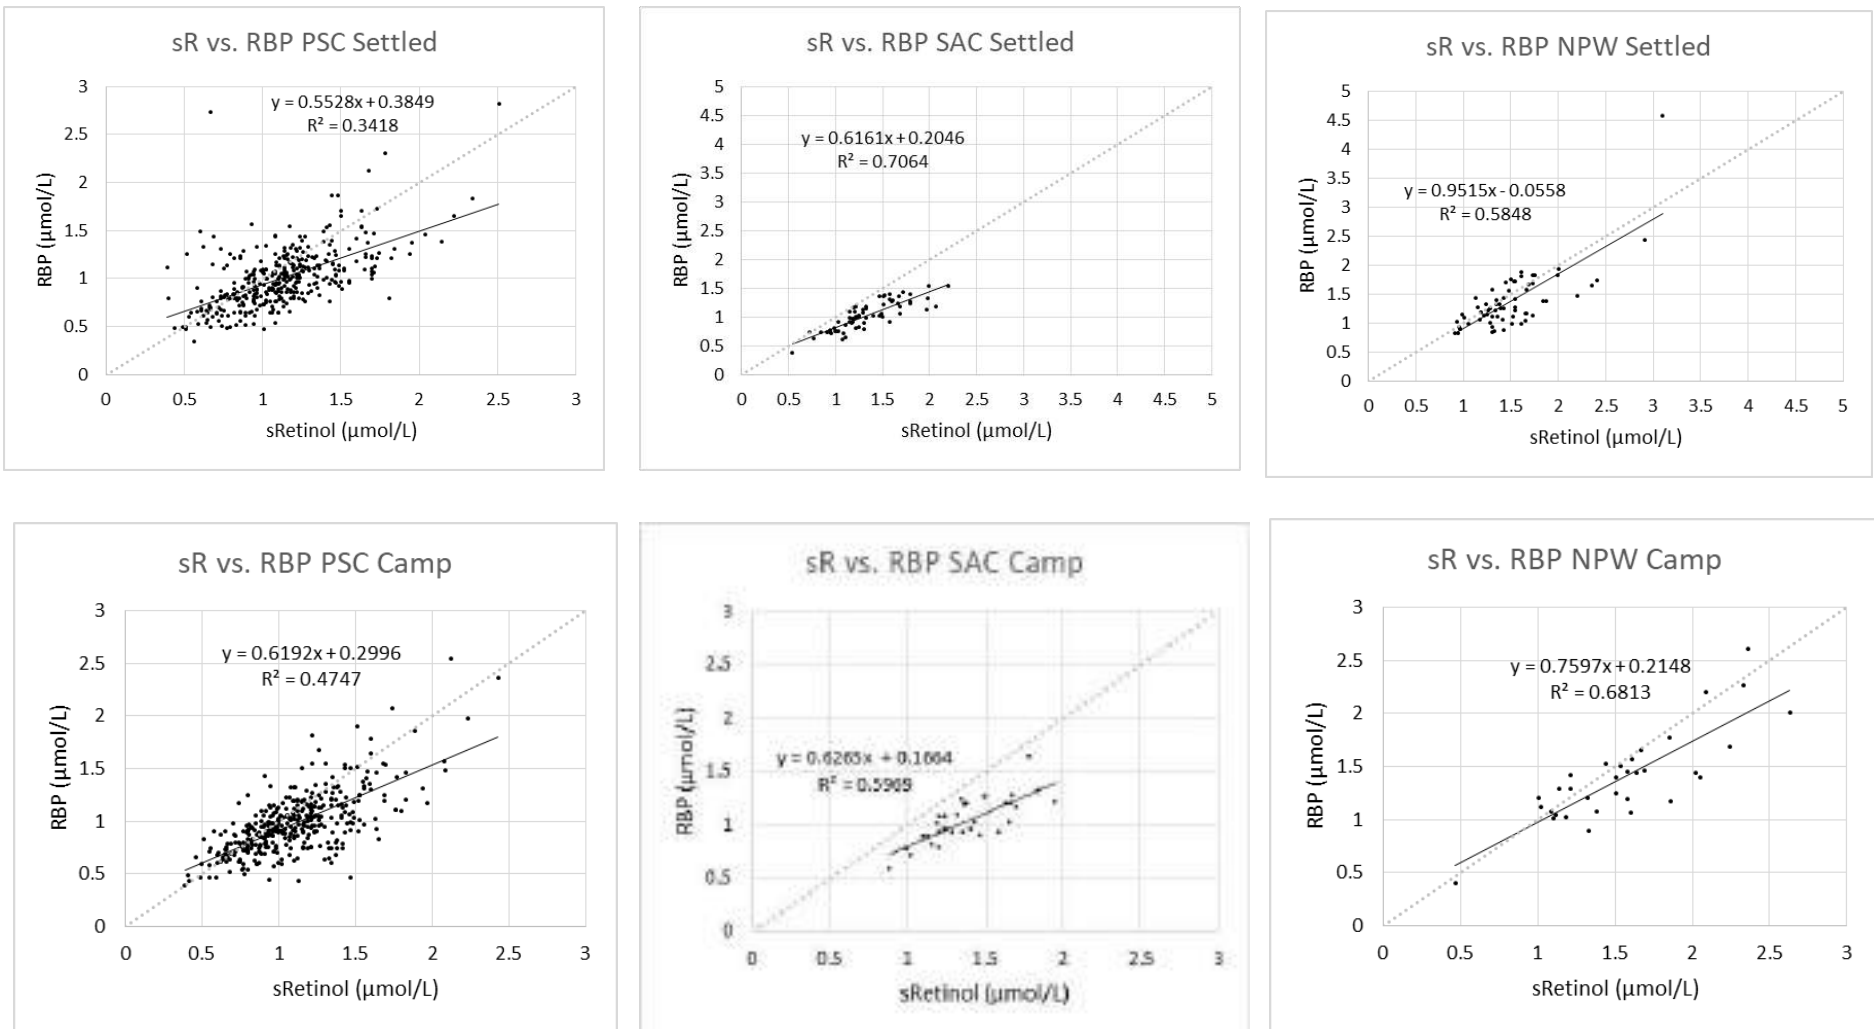 sR vs. RBP PSC Settled
y = 0.5528x + 0.3849
R² = 0.3418
3
2.5
2
1.5
1
0.5
0
RBP (µmol/L)
0 0.5 1 1.5 2 2.5 3
sRetinol (µmol/L)
sR vs. RBP SAC Settled
y = 0.6161x + 0.2046
R² = 0.7064
5
4.5
4
3.5
3
2.5
2
1.5
1
0.5
0
RBP (µmol/L)
0 0.5 1 1.5 2 2.5 3 3.5 4 4.5 5
sRetinol (µmol/L)
sR vs. RBP NPW Settled
y = 0.9515x - 0.0558
R² = 0.5848
5
4.5
4
3.5
3
2.5
2
1.5
1
0.5
0
RBP (µmol/L)
0 0.5 1 1.5 2 2.5 3 3.5 4 4.5 5
sRetinol (µmol/L)
sR vs. RBP PSC Camp
y = 0.6192x + 0.2996
R² = 0.4747
3
2.5
2
1.5
1
0.5
0
RBP (µmol/L)
0 0.5 1 1.5 2 2.5 3
sRetinol (µmol/L)
sR vs. RBP SAC Camp
y = 0.6265x + 0.1664
R² = 0.5969
3
2.5
2
1.5
1
0.5
0
RBP (µmol/L)
0 0.5 1 1.5 2 2.5 3
sRetinol (µmol/L)
sR vs. RBP NPW Camp
y = 0.7597x + 0.2148
R² = 0.6813
3
2.5
2
1.5
1
0.5
0
RBP (µmol/L)
0 0.5 1 1.5 2 2.5 3
sRetinol (µmol/L)